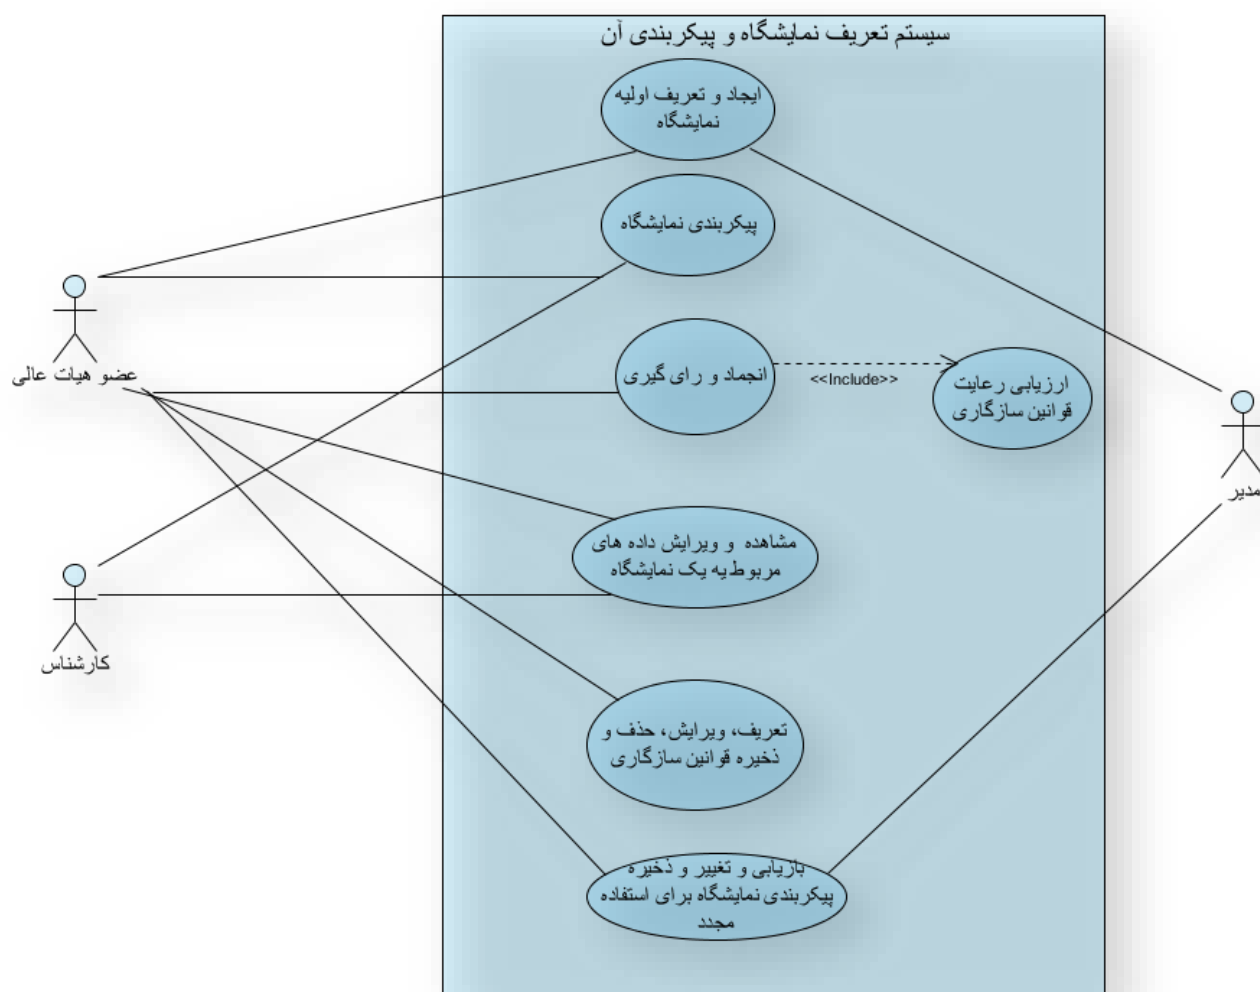 سیستم تعریف نمایشگاه و پیکربندی آن
ایجاد و تعریف اولیه
نمایشگاه
پیکربندی نمایشگاه
عضو هیات عالی
انجماد و رای گیری
<<Include>>
ارزیابی رعایت
قوانین سازگاری
مدیر
مشاهده و ویرایش داده های
مربوط یه یک نمایشگاه
کارشناس
تعریف، ویرایش، حذف و
ذخیره قوانین سازگاری
بازیابی و تغییر و ذخیره
پیکربندی نمایشگاه برای استفاده
مجدد